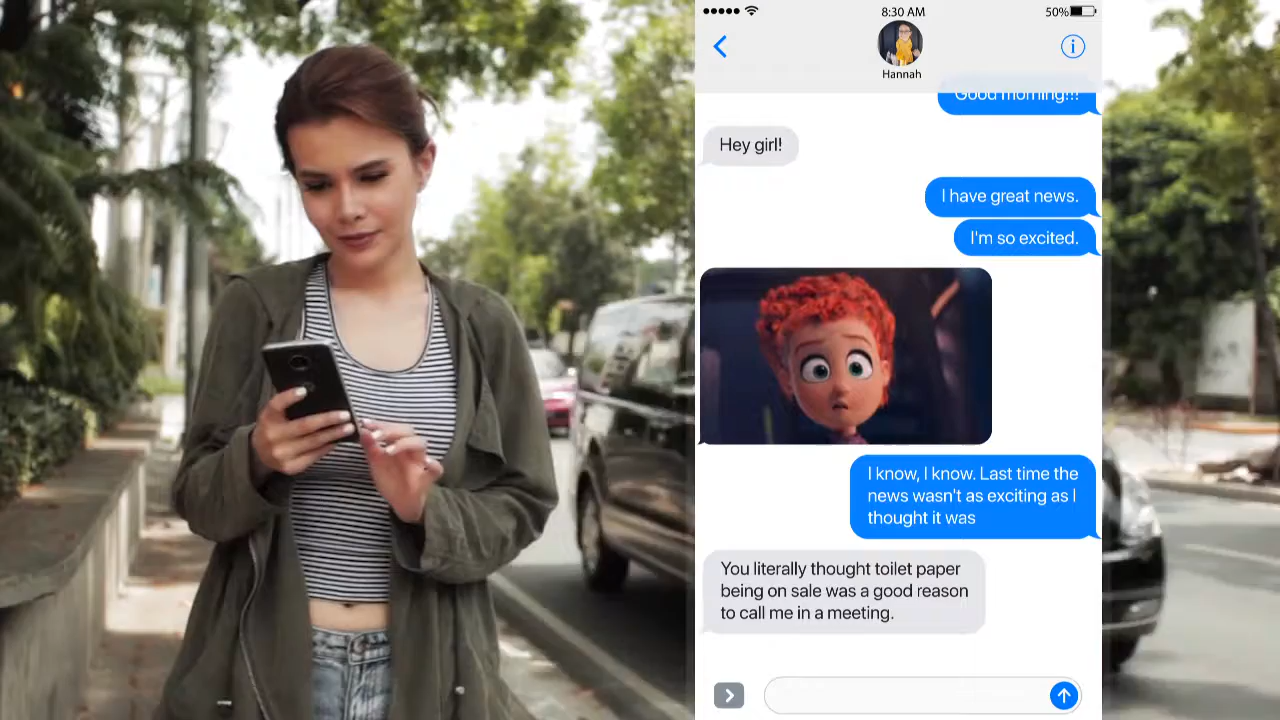 8:30 AM
50%
Hannah
Good morning!!!
Hey girl!
I have great news.
I'm so excited.
I know, I know. Last time the
news wasn't as exciting as I
thought it was
You literally thought toilet paper
being on sale was a good reason
to call me in a meeting.